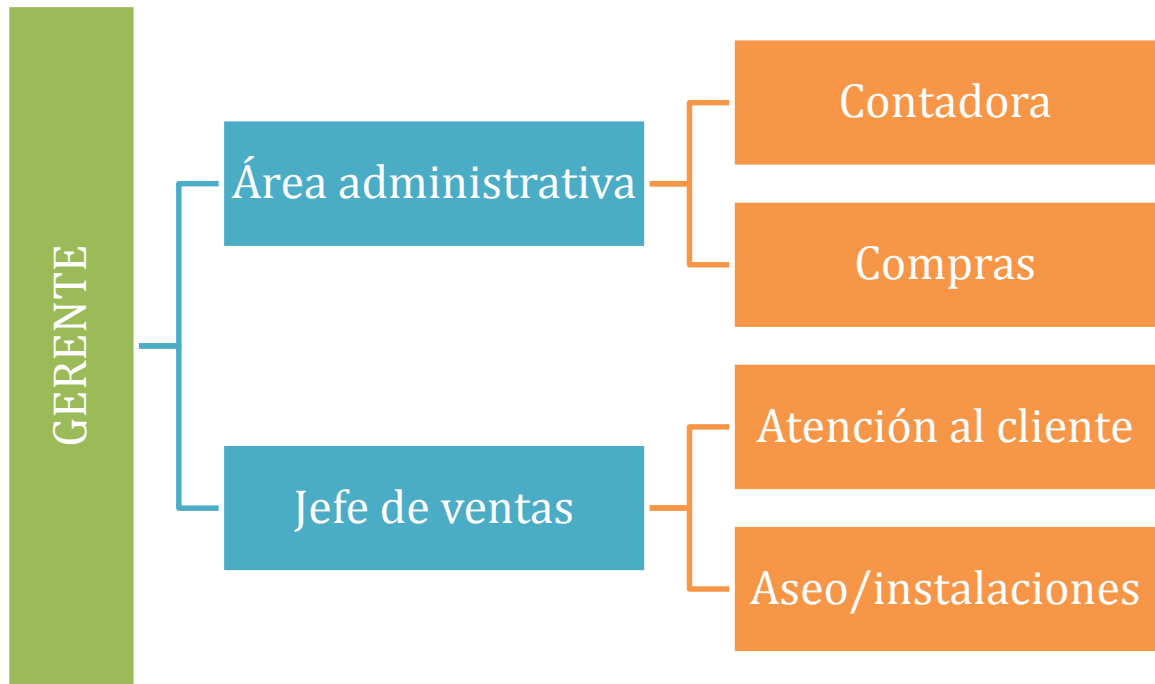 GERENTE
Área administrativa
Contadora
Compras
Jefe de ventas
Atención al cliente
Aseo/instalaciones